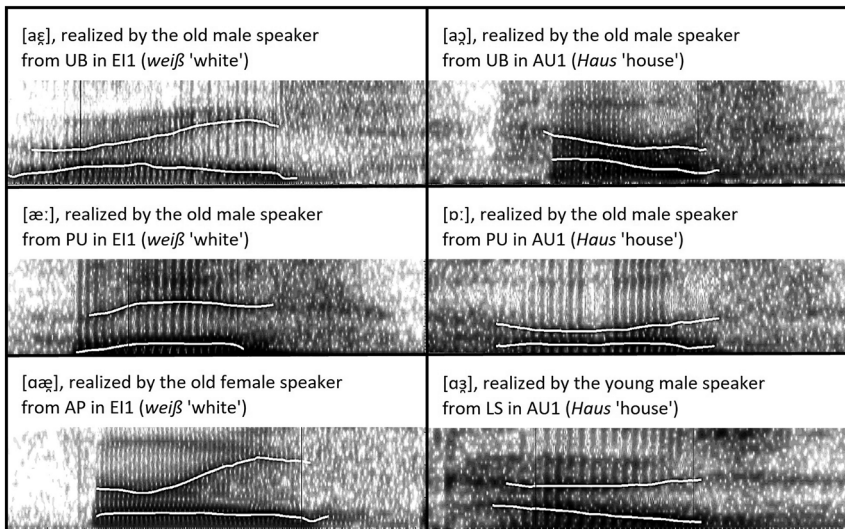 [aɛ̯], realized by the old male speaker
from UB in EI1 (weiß 'white')
[aɔ̯], realized by the old male speaker
from UB in AU1 (Haus 'house')
[æː], realized by the old male speaker
from PU in EI1 (weiß 'white')
[ɒː], realized by the old male speaker
from PU in AU1 (Haus 'house')
[ɑæ̯], realized by the old female speaker
from AP in EI1 (weiß 'white')
[ɑɜ̯], realized by the young male speaker
from LS in AU1 (Haus 'house')